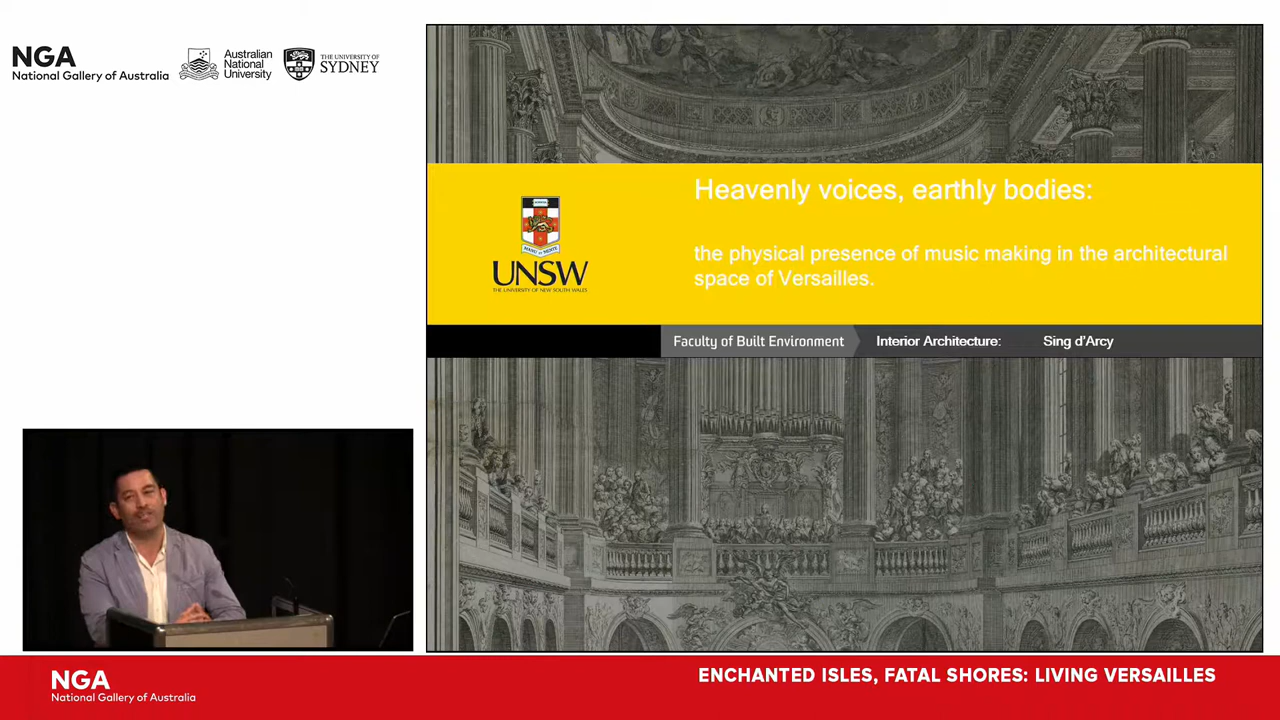 NGA
National Gallery of Australia
Australian
National
University
THE UNIVERSITY OF
SYDNEY
Heavenly voices, earthly bodies:
the physical presence of music making in the architectural
space of Versailles.
UNSW
THE UNIVERSITY OF NEW SOUTH WALES
Faculty of Built Environment
Interior Architecture:
Sing d'Arcy
NGA
National Gallery of Australia
ENCHANTED ISLES, FATAL SHORES: LIVING VERSAILLES